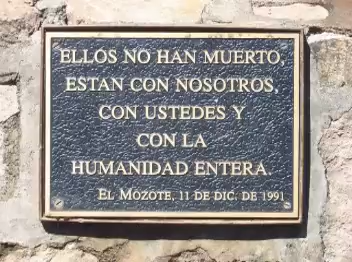 ELLOS NO HAN MUERTO,
ESTAN CON NOSOTROS,
CON USTEDES Y
CON LA
HUMANIDAD ENTERA.
EL MOZOTE, 11 DE DIC. DE 1991